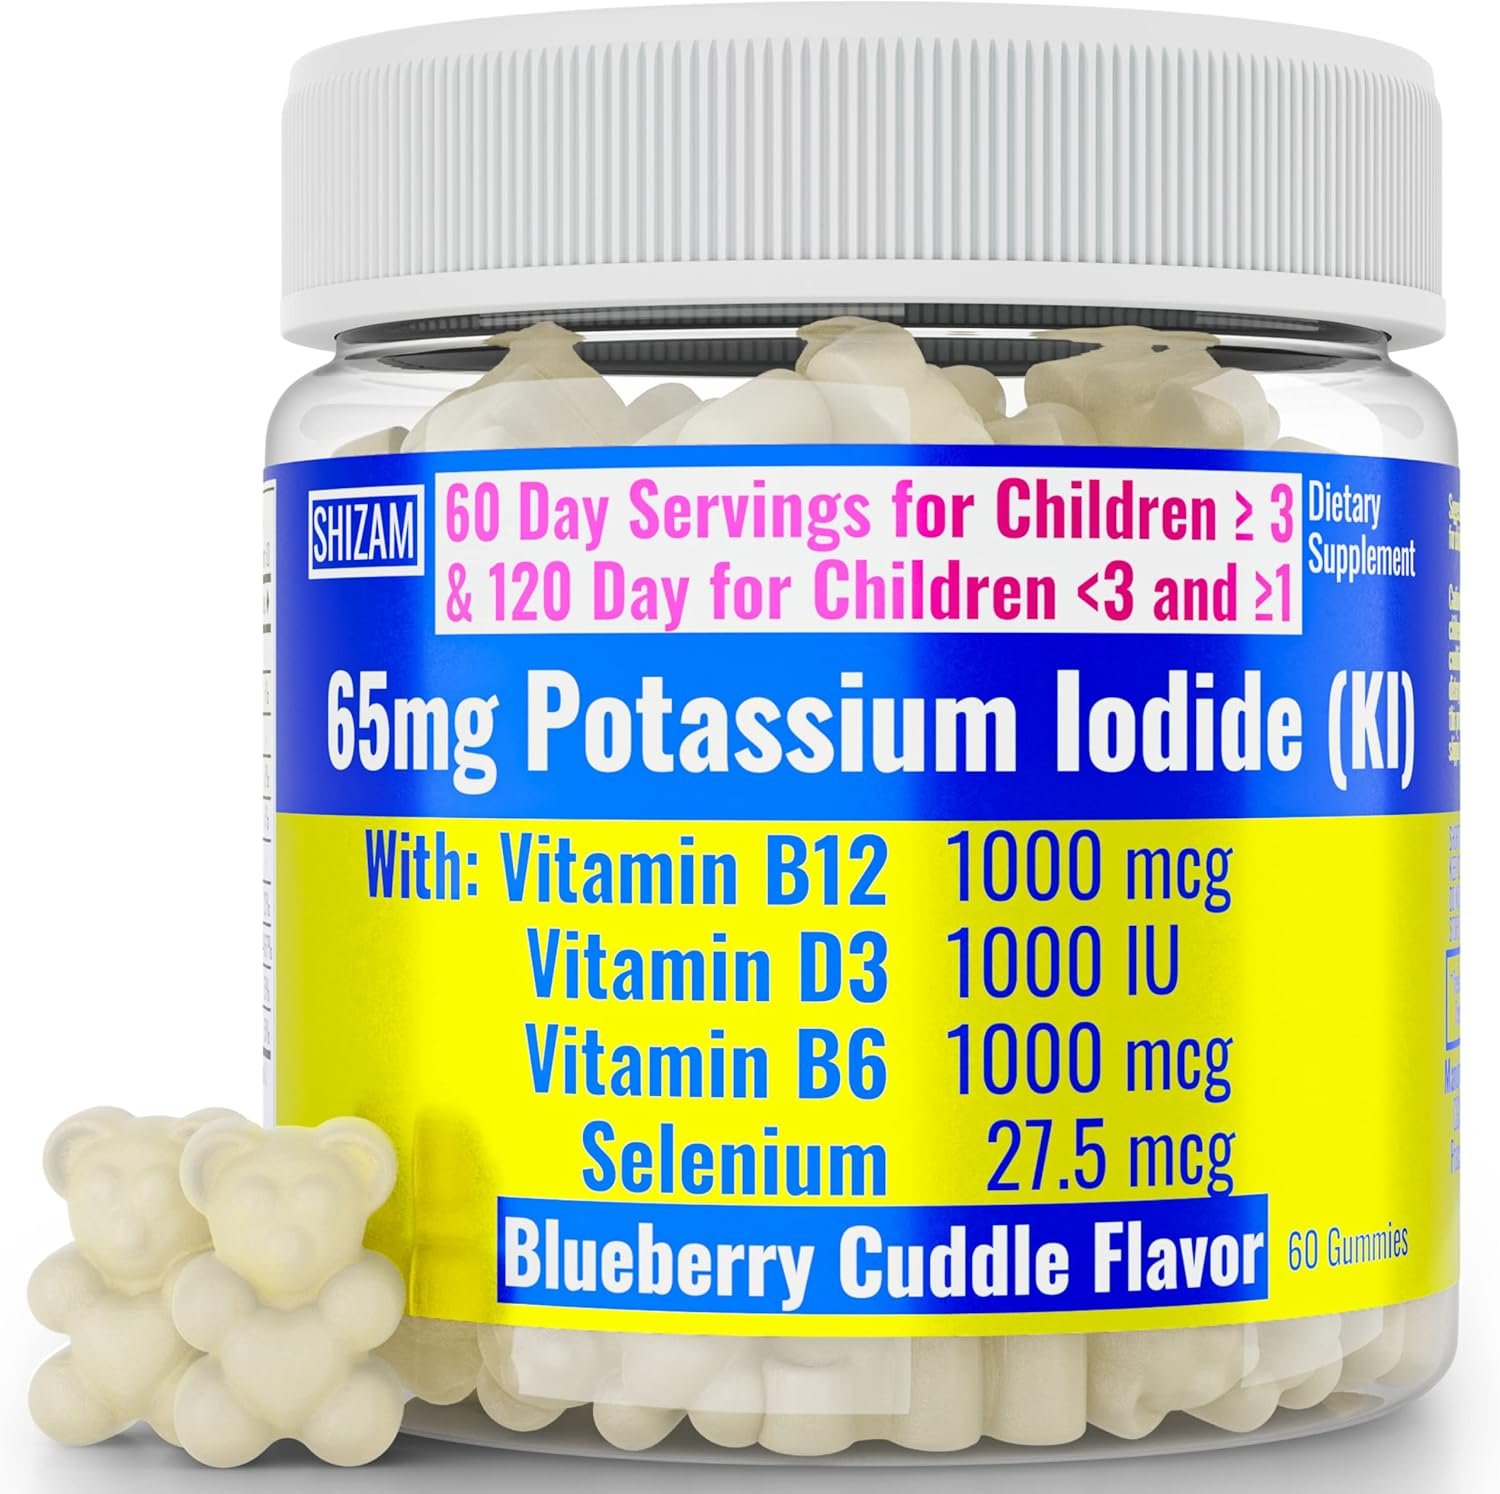 SHIZAM
60 Day Servings for Children ≥ 3
& 120 Day for Children <3 and ≥1
Dietary
Supplement
65mg Potassium Iodide (KI)
With: Vitamin B12 1000 mcg
Vitamin D3 1000 IU
Vitamin B6 1000 mcg
Selenium 27.5 mcg
Blueberry Cuddle Flavor
60 Gummies